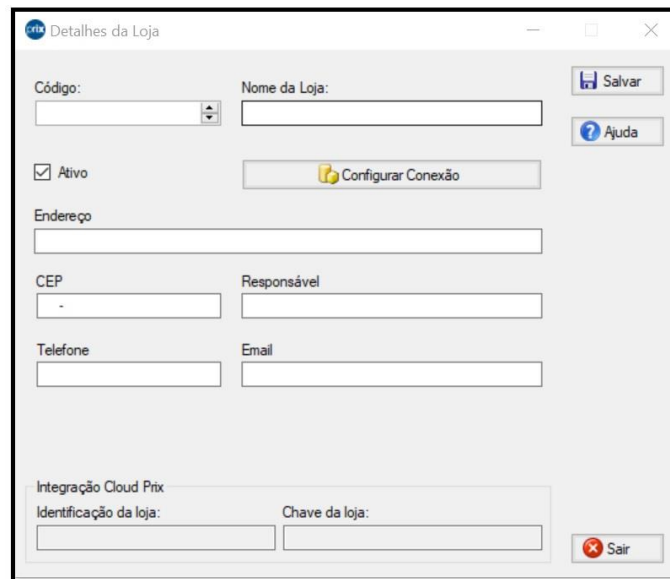 prix Detalhes da Loja
Código: Nome da Loja: Salvar
Ajuda
Ativo Configurar Conexão
Endereço
CEP Responsável
-
Telefone Email
Integração Cloud Prix
Identificação da loja: Chave da loja:
Sair